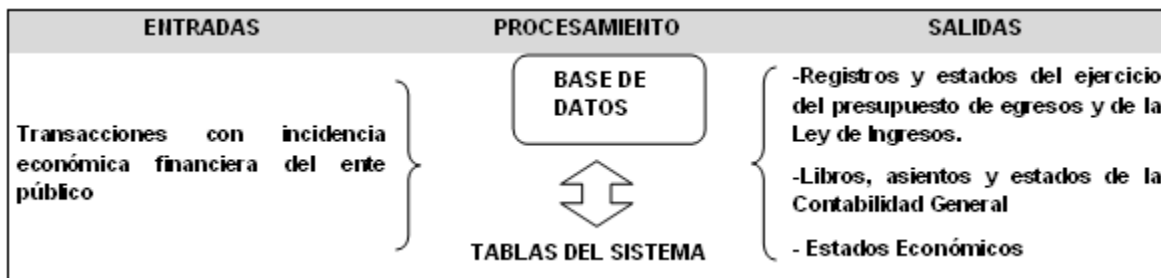 ENTRADAS PROCESAMIENTO SALIDAS
Transacciones con incidencia
económica financiera del ente
público
BASE DE
DATOS
TABLAS DEL SISTEMA
-Registros y estados del ejercicio
del presupuesto de egresos y de la
Ley de Ingresos.
-Libros, asientos y estados de la
Contabilidad General
- Estados Económicos